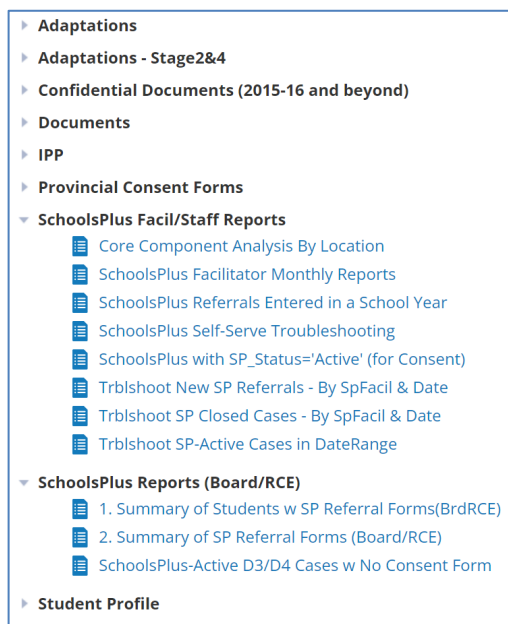 Adaptations
Adaptations - Stage2&4
Confidential Documents (2015-16 and beyond)
Documents
IPP
Provincial Consent Forms
SchoolsPlus Facil/Staff Reports
Core Component Analysis By Location
SchoolsPlus Facilitator Monthly Reports
SchoolsPlus Referrals Entered in a School Year
SchoolsPlus Self-Serve Troubleshooting
SchoolsPlus with SP_Status='Active' (for Consent)
Trblshoot New SP Referrals - By SpFacil & Date
Trblshoot SP Closed Cases - By SpFacil & Date
Trblshoot SP-Active Cases in DateRange
SchoolsPlus Reports (Board/RCE)
1. Summary of Students w SP Referral Forms(BrdRCE)
2. Summary of SP Referral Forms (Board/RCE)
SchoolsPlus-Active D3/D4 Cases w No Consent Form
Student Profile